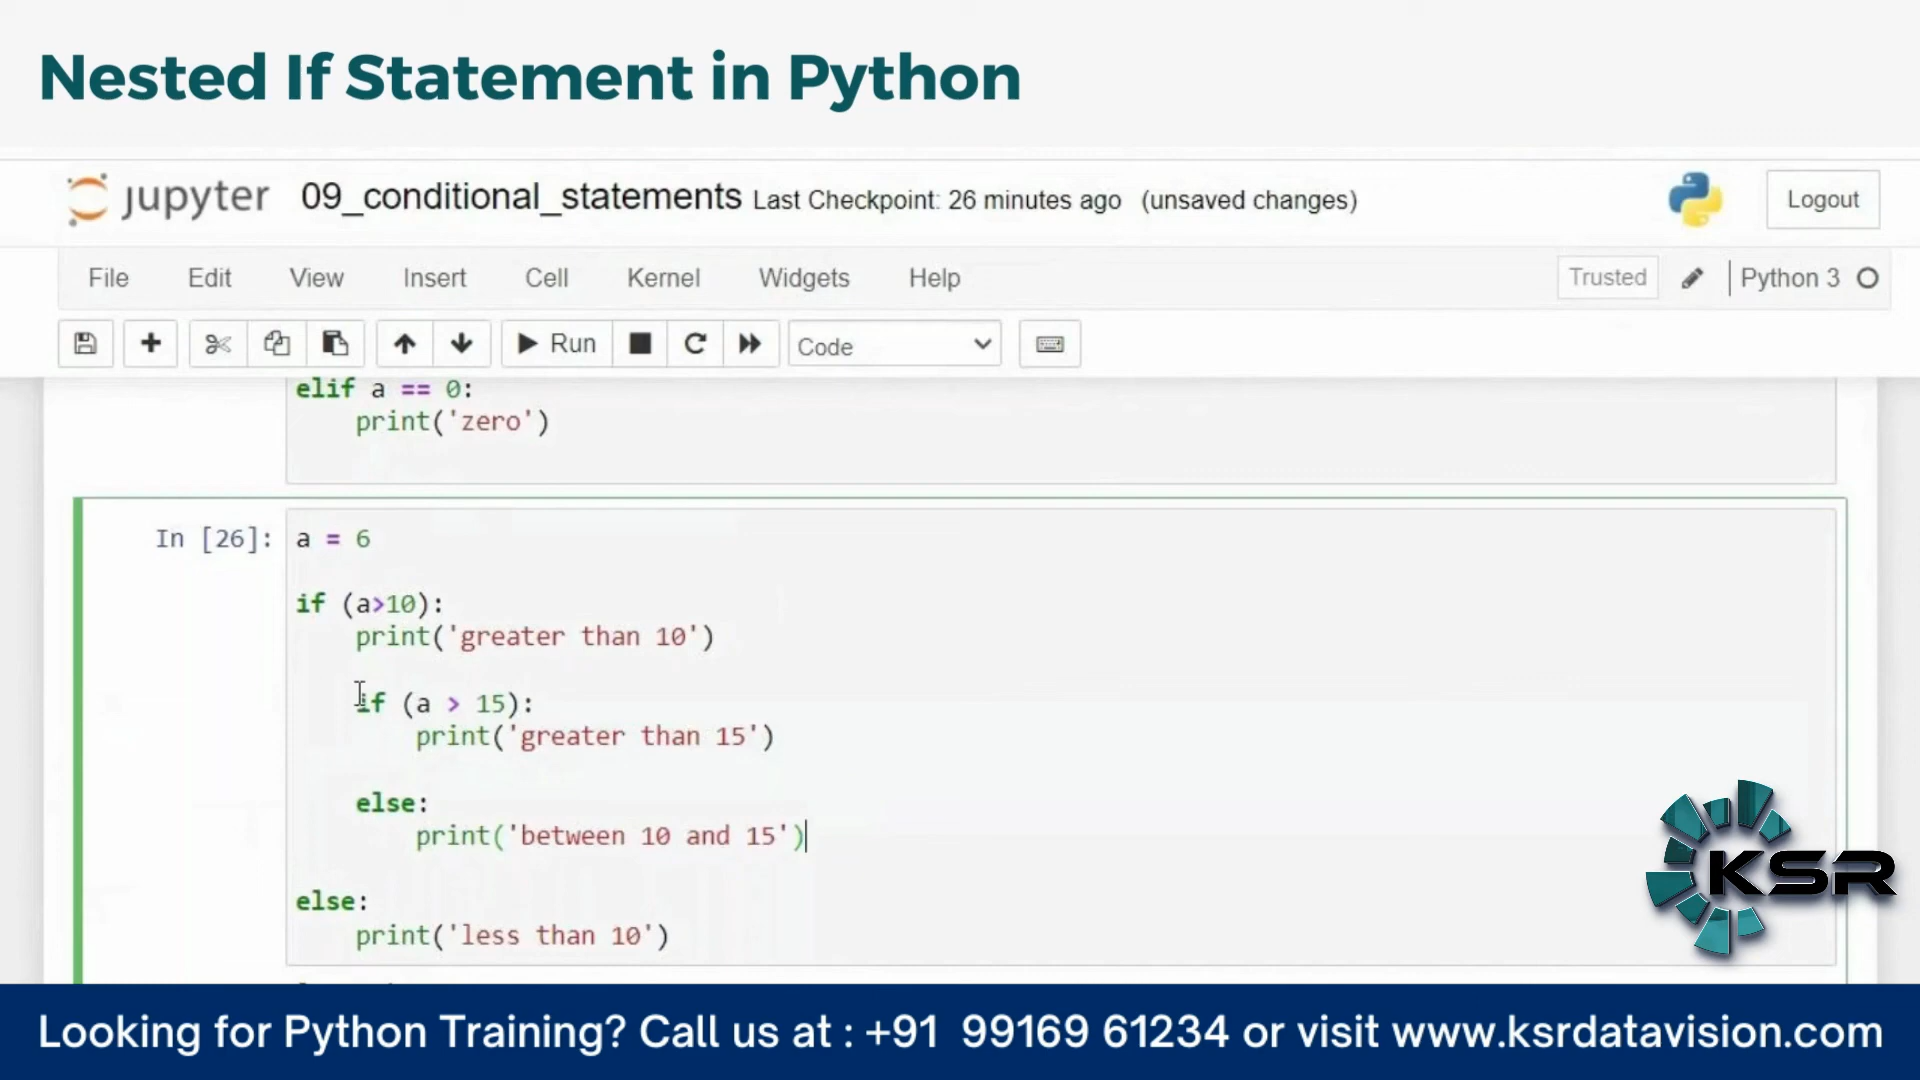 Nested If Statement in Python
jupyter 09_conditional_statements Last Checkpoint: 26 minutes ago (unsaved changes) Logout
File Edit View Insert Cell Kernel Widgets Help Trusted Python 3
Run Code
elif a == 0:
print('zero')
In [26]: a = 6
if (a>10):
print('greater than 10')
if (a > 15):
print('greater than 15')
else:
print('between 10 and 15')
else:
print('less than 10')
KSR
Looking for Python Training? Call us at : +91 99169 61234 or visit www.ksrdatavision.com